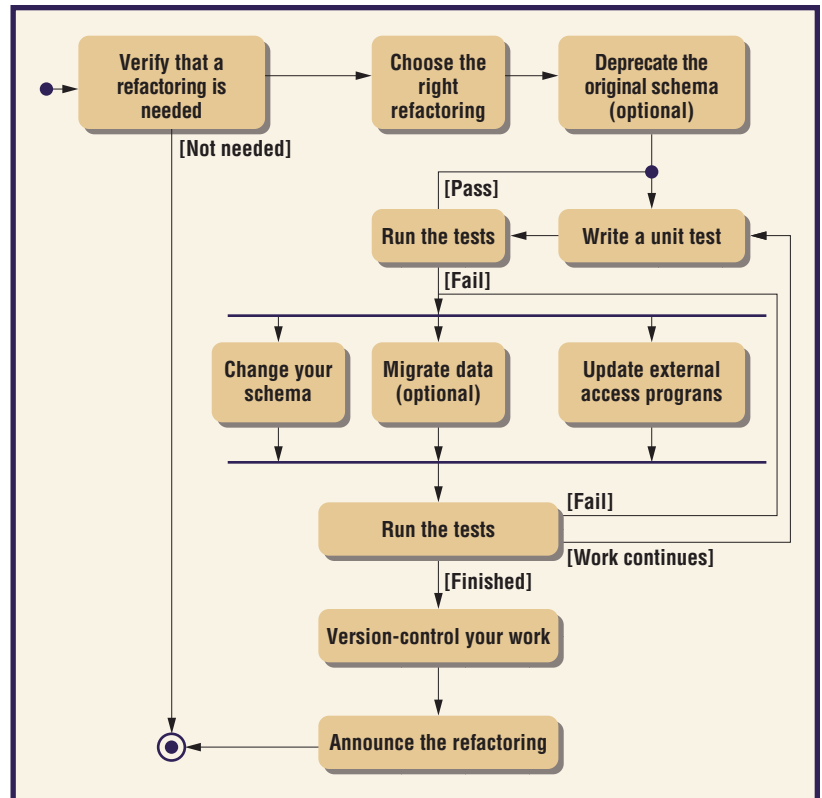 Verify that a
refactoring is
needed
Choose the
right
refactoring
Deprecate the
original schema
(optional)
[Not needed]
[Pass]
Run the tests
Write a unit test
[Fail]
Change your
schema
Migrate data
(optional)
Update external
access prograns
[Fail]
Run the tests
[Work continues]
[Finished]
Version-control your work
Announce the refactoring